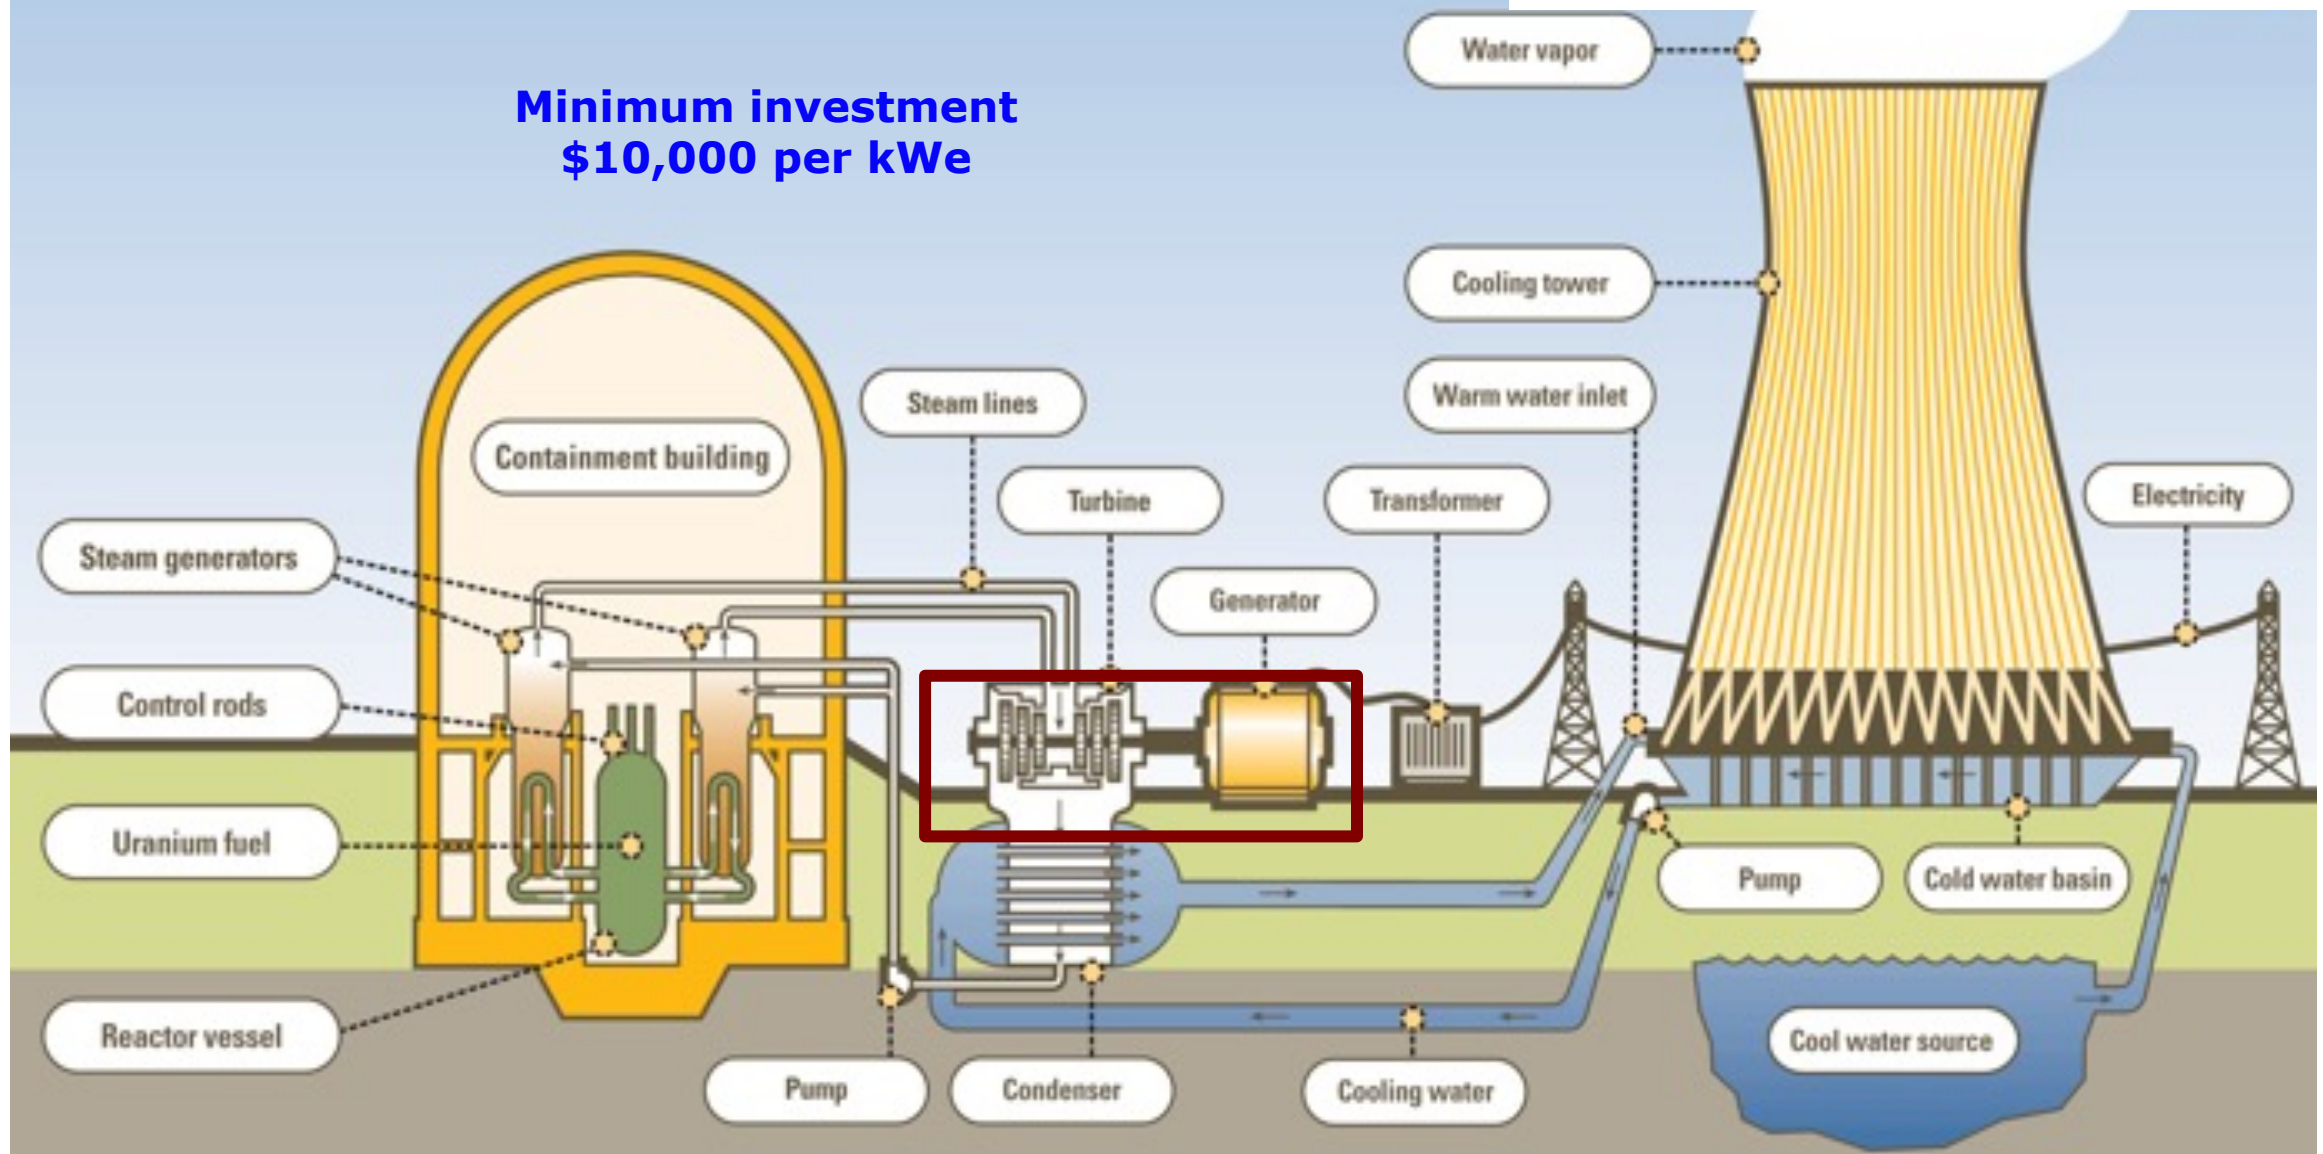 Water vapor
Minimum investment
$10,000 per kWe
Cooling tower
Warm water inlet
Steam lines
Containment building
Turbine
Transformer
Electricity
Steam generators
Generator
Control rods
Uranium fuel
Pump
Cold water basin
Reactor vessel
Cool water source
Pump
Condenser
Cooling water